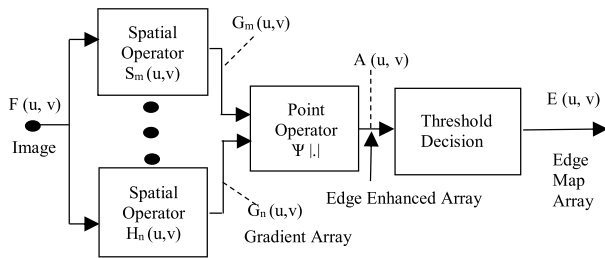 Spatial
Operator
Sm (u,v)
Gm (u,v)
F (u, v)
Image
A (u, v)
Point
Operator
Ψ |.|
Threshold
Decision
E (u, v)
Edge
Map
Array
Spatial
Operator
Hn (u,v)
Gn (u,v)
Gradient Array
Edge Enhanced Array